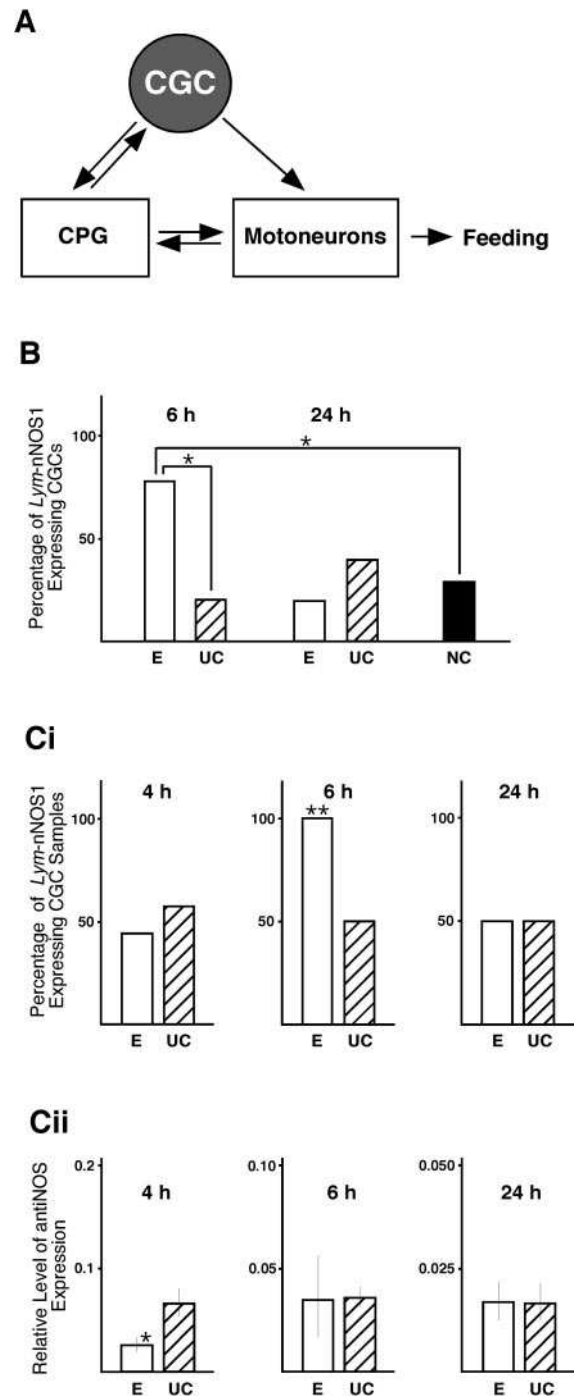 A
CGC
CPG
Motoneurons
Feeding
B
Percentage of Lym-nNOS1
Expressing CGCs
6 h
24 h
100
50
*
*
E
UC
E
UC
NC
Ci
Percentage of Lym-nNOS1
Expressing CGC Samples
4 h
100
50
E
UC
6 h
100
50
**
E
UC
24 h
100
50
E
UC
Cii
Relative Level of antiNOS
Expression
4 h
0.2
0.1
*
E
UC
6 h
0.10
0.05
E
UC
24 h
0.050
0.025
E
UC